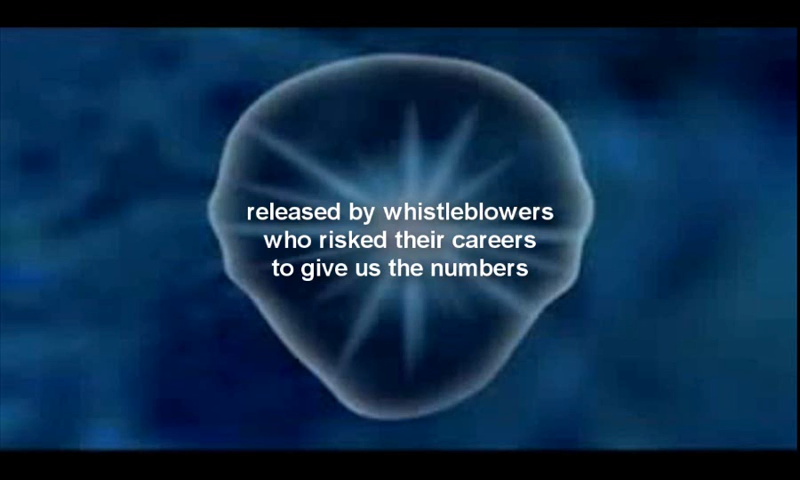 released by whistleblowers
who risked their careers
to give us the numbers